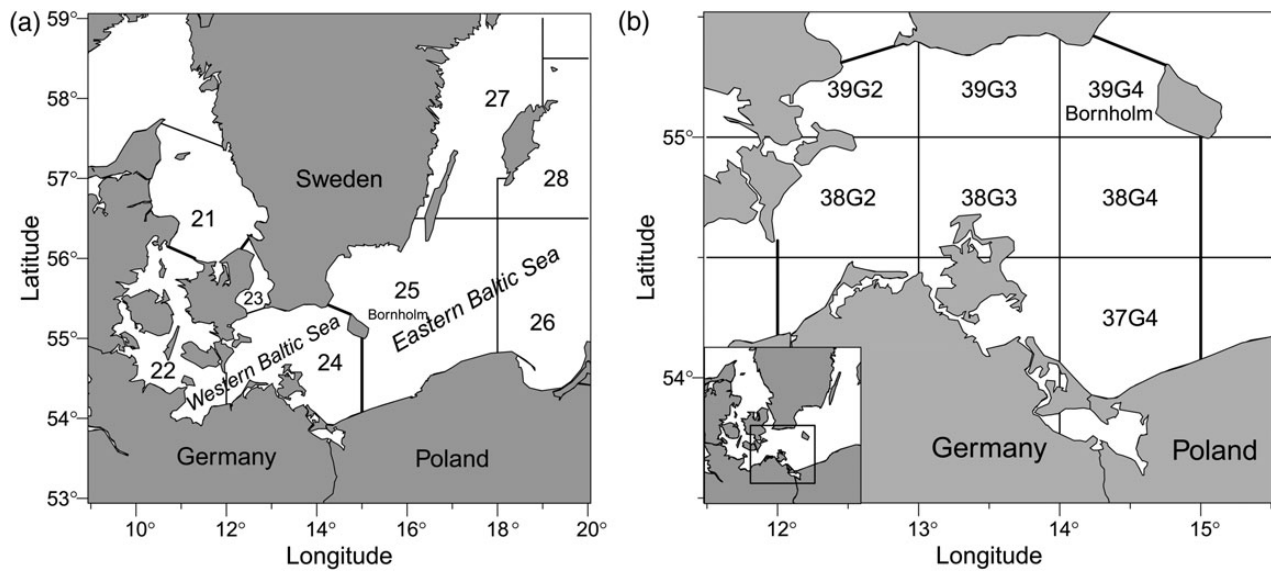 (a)
59°
58°
57°
56°
55°
54°
53°
Latitude
10°
12°
14°
16°
18°
20°
Longitude
27
28
Sweden
21
23
25
Bornholm
Eastern Baltic Sea
26
22
Western Baltic Sea
24
Germany
Poland
(b)
55°
54°
Latitude
12°
13°
14°
15°
Longitude
39G2
39G3
39G4
Bornholm
38G2
38G3
38G4
37G4
Germany
Poland